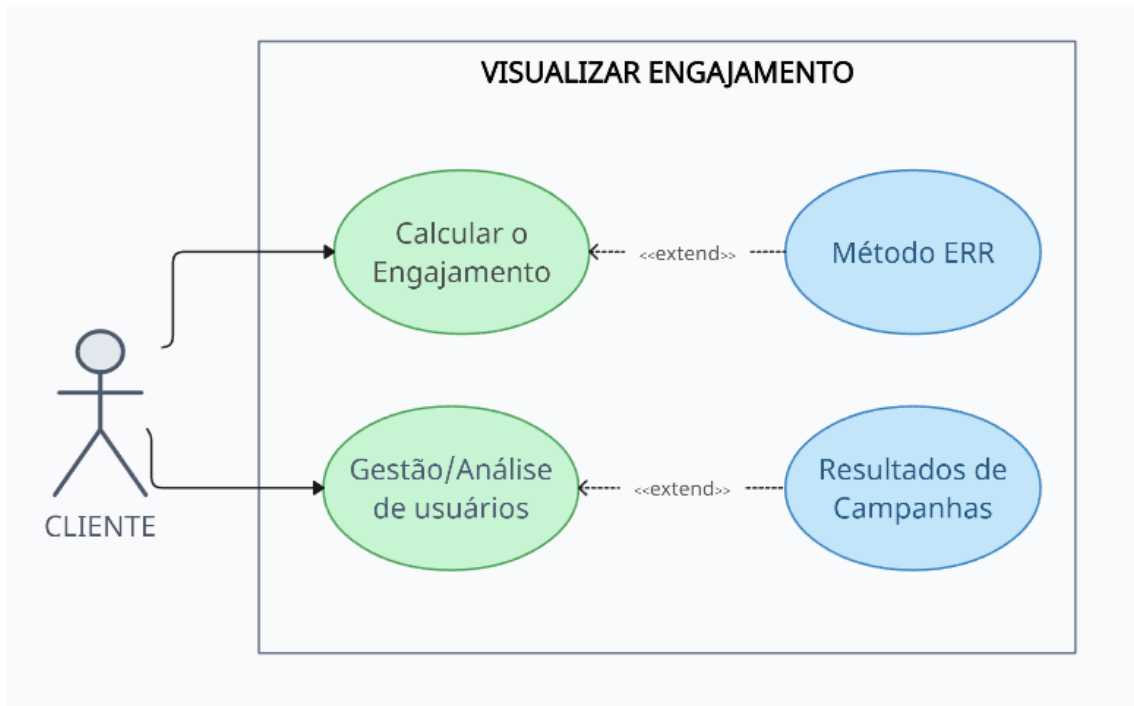 VISUALIZAR ENGAJAMENTO
Calcular o
Engajamento
<<extend>>
Método ERR
Gestão/Análise
de usuários
<<extend>>
Resultados de
Campanhas
CLIENTE